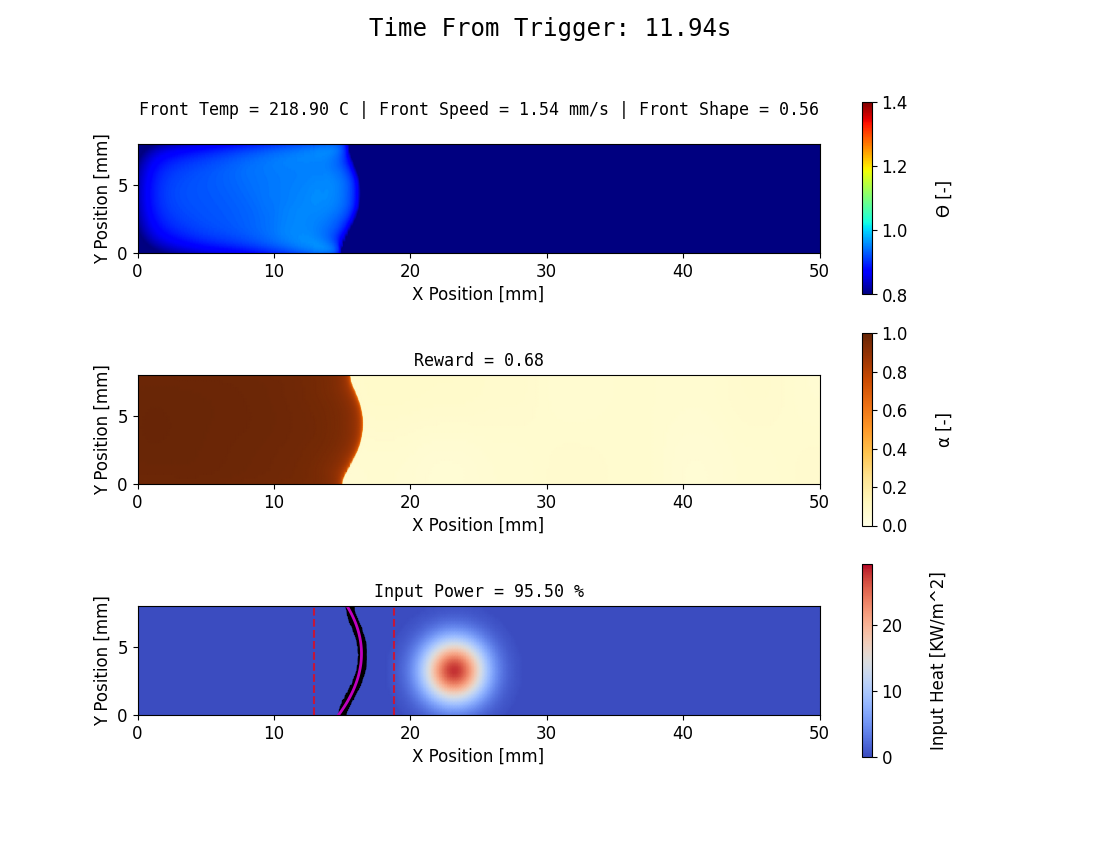 Time From Trigger: 11.94s
Front Temp = 218.90 C | Front Speed = 1.54 mm/s | Front Shape = 0.56
Y Position [mm]
5
0
0 10 20 30 40 50
X Position [mm]
1.4
1.2
1.0
0.8
Θ [-]
Reward = 0.68
Y Position [mm]
5
0
0 10 20 30 40 50
X Position [mm]
1.0
0.8
0.6
0.4
0.2
0.0
α [-]
Input Power = 95.50 %
Y Position [mm]
5
0
0 10 20 30 40 50
X Position [mm]
20
10
0
Input Heat [KW/m^2]